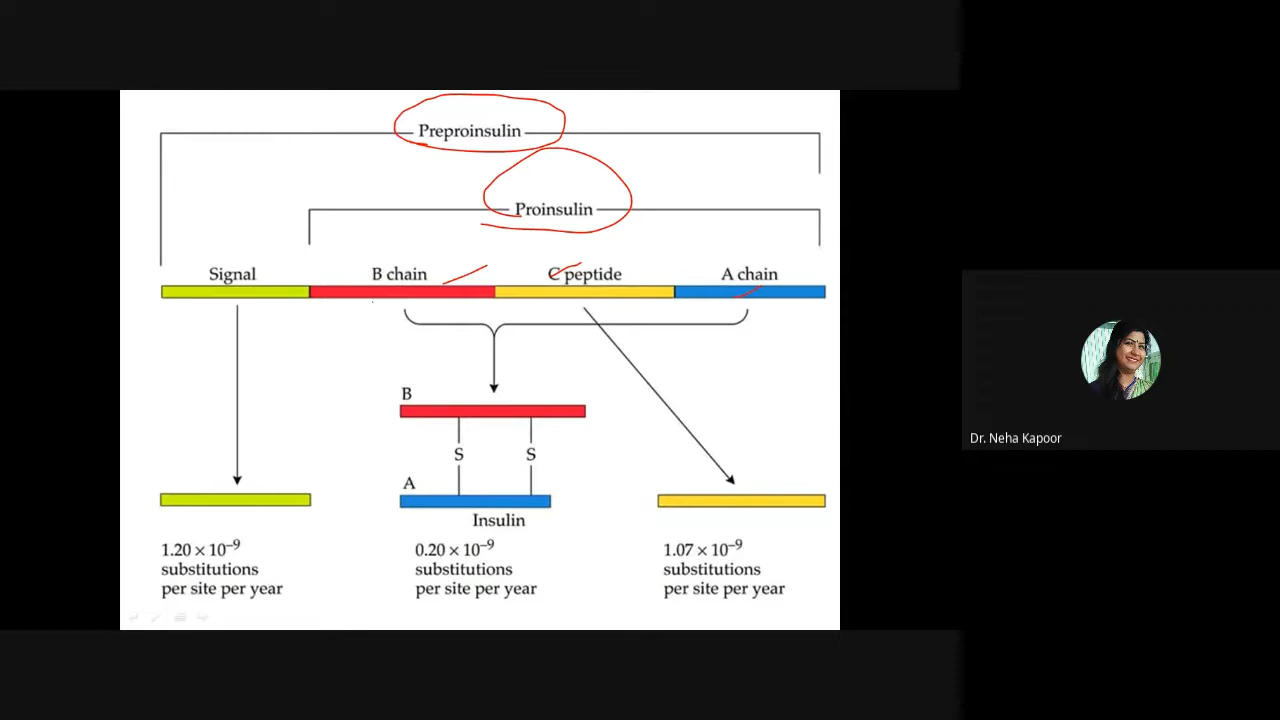 Preproinsulin
Proinsulin
Signal
B chain
C peptide
A chain
B
S
S
A
Insulin
1.20 × 10⁻⁹
substitutions
per site per year
0.20 × 10⁻⁹
substitutions
per site per year
1.07 × 10⁻⁹
substitutions
per site per year
Dr. Neha Kapoor